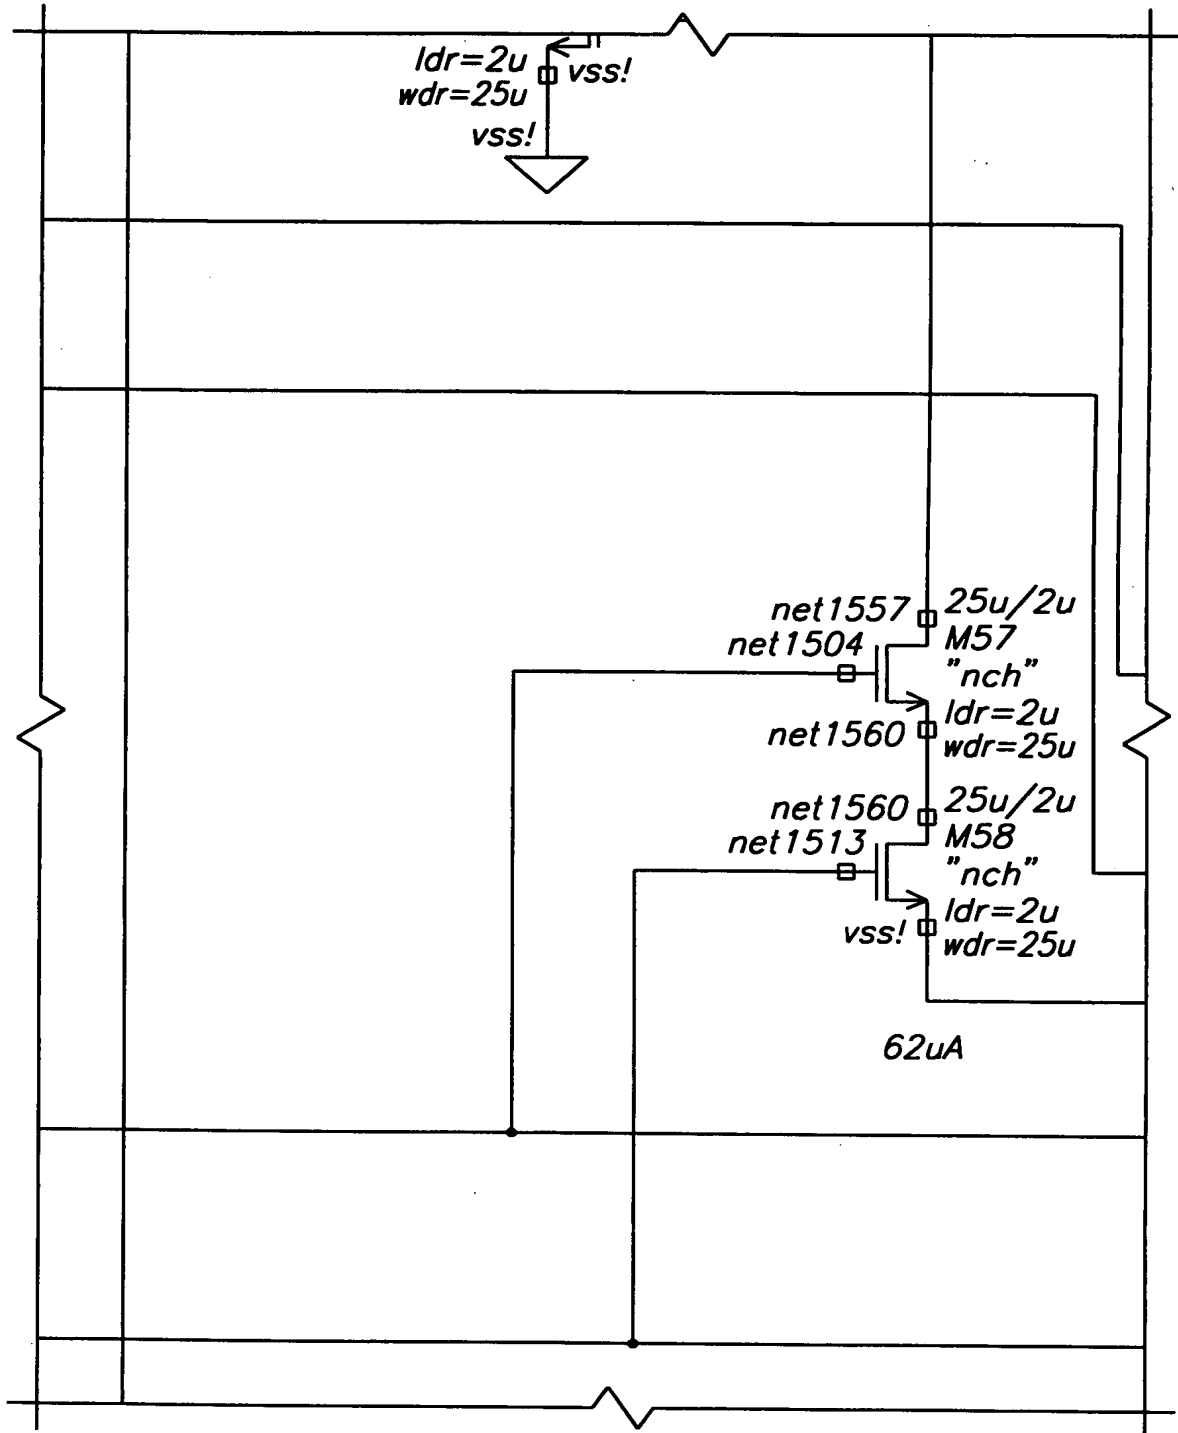 ldr=2u
vss!
wdr=25u
vss!
net1557
25u/2u
net1504
M57
"nch"
ldr=2u
net1560
wdr=25u
net1560
25u/2u
net1513
M58
"nch"
ldr=2u
vss!
wdr=25u
62uA